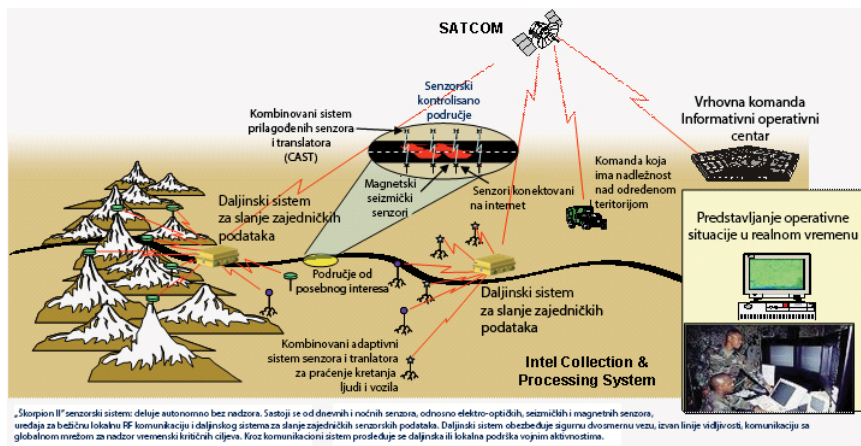 SATCOM
Senzorski
kontrolisano
područje
Kombinovani sistem
prilagođenih senzora
i translatora
(CAST)
Vrhovna komanda
Informativni operativni
centar
Magnetski
seizmički
senzori
Senzori konektovani
na internet
Komanda koja
ima nadležnost
nad određenom
teritorijom
Daljinski sistem
za slanje zajedničkih
podataka
Predstavljanje operativne
situacije u realnom vremenu
Područje od
posebnog interesa
Daljinski sistem
za slanje zajedničkih
podataka
Kombinovani adaptivni
sistem senzora i tranlatora
za praćenje kretanja
ljudi i vozila
Intel Collection &
Processing System
„Škorpion II" senzorski sistem: deluje autonomno bez nadzora. Sastoji se od dnevnih i noćnih senzora, odnosno elektro-optičkih, seizmičkih i magnetnih senzora,
uređaja za bežičnu lokalnu RF komunikaciju i daljinskog sistema za slanje zajedničkih senzorskih podataka. Daljinski sistem obezbeđuje sigurnu dvosmernu vezu, izvan linije vidljivosti, komunikaciju sa
globalnom mrežom za nadzor vremenski kritičnih ciljeva. Kroz komunikacioni sistem prosleđuje se daljinska ili lokalna podrška vojnim aktivnostima.